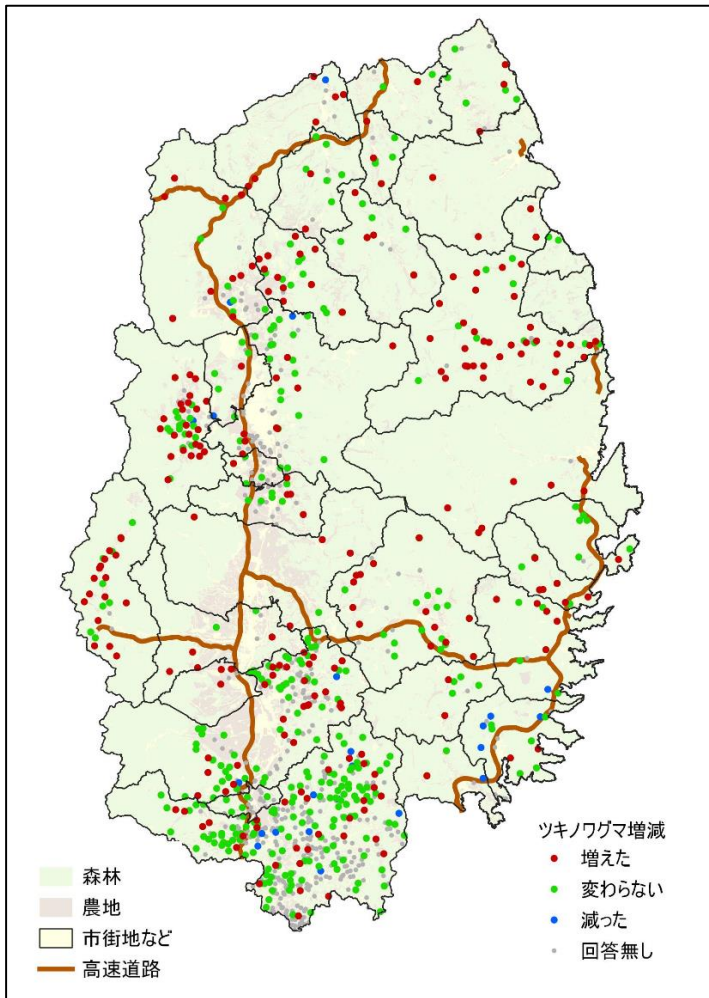 ツキノワグマ増減
増えた
変わらない
減った
回答無し
森林
農地
市街地など
高速道路